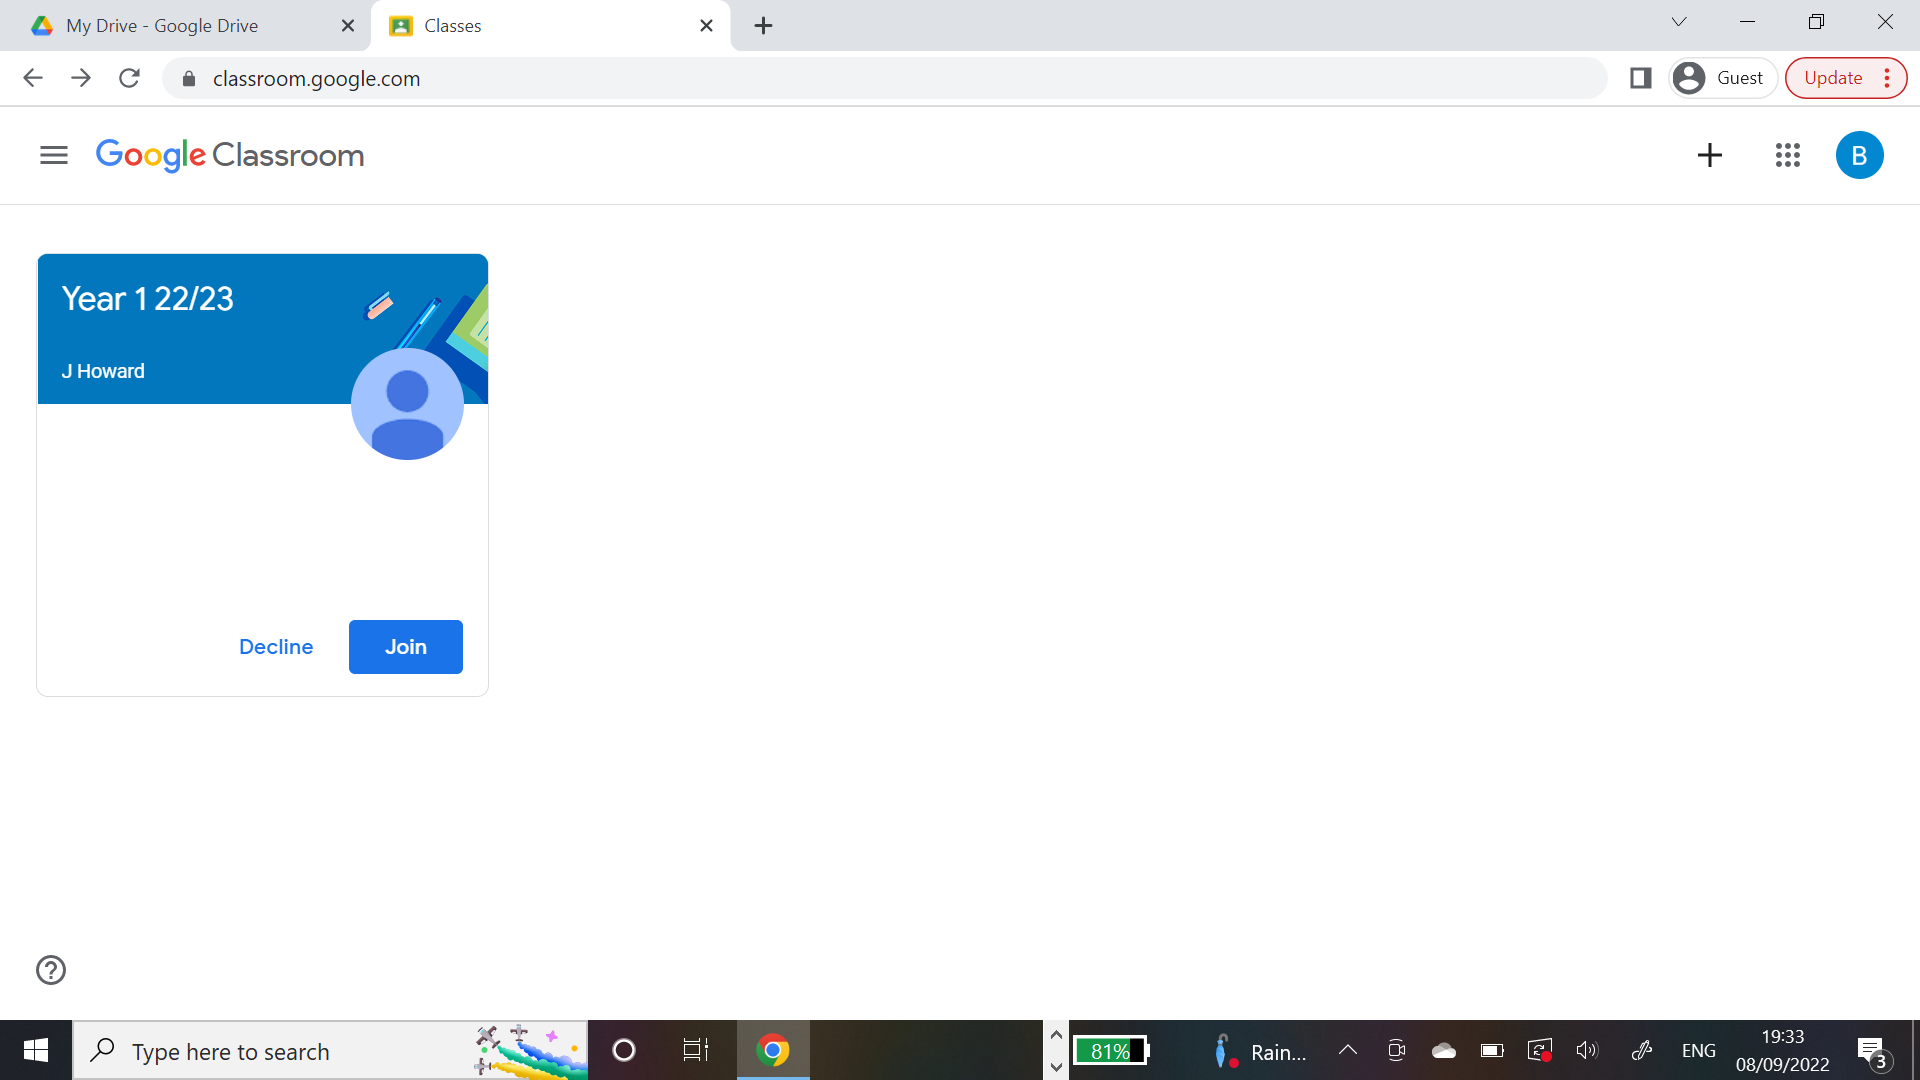 My Drive - Google Drive
Classes
classroom.google.com
Guest
Update
Google Classroom
B
Year 1 22/23
J Howard
Decline
Join
Type here to search
81%
Rain...
ENG
19:33
08/09/2022
3